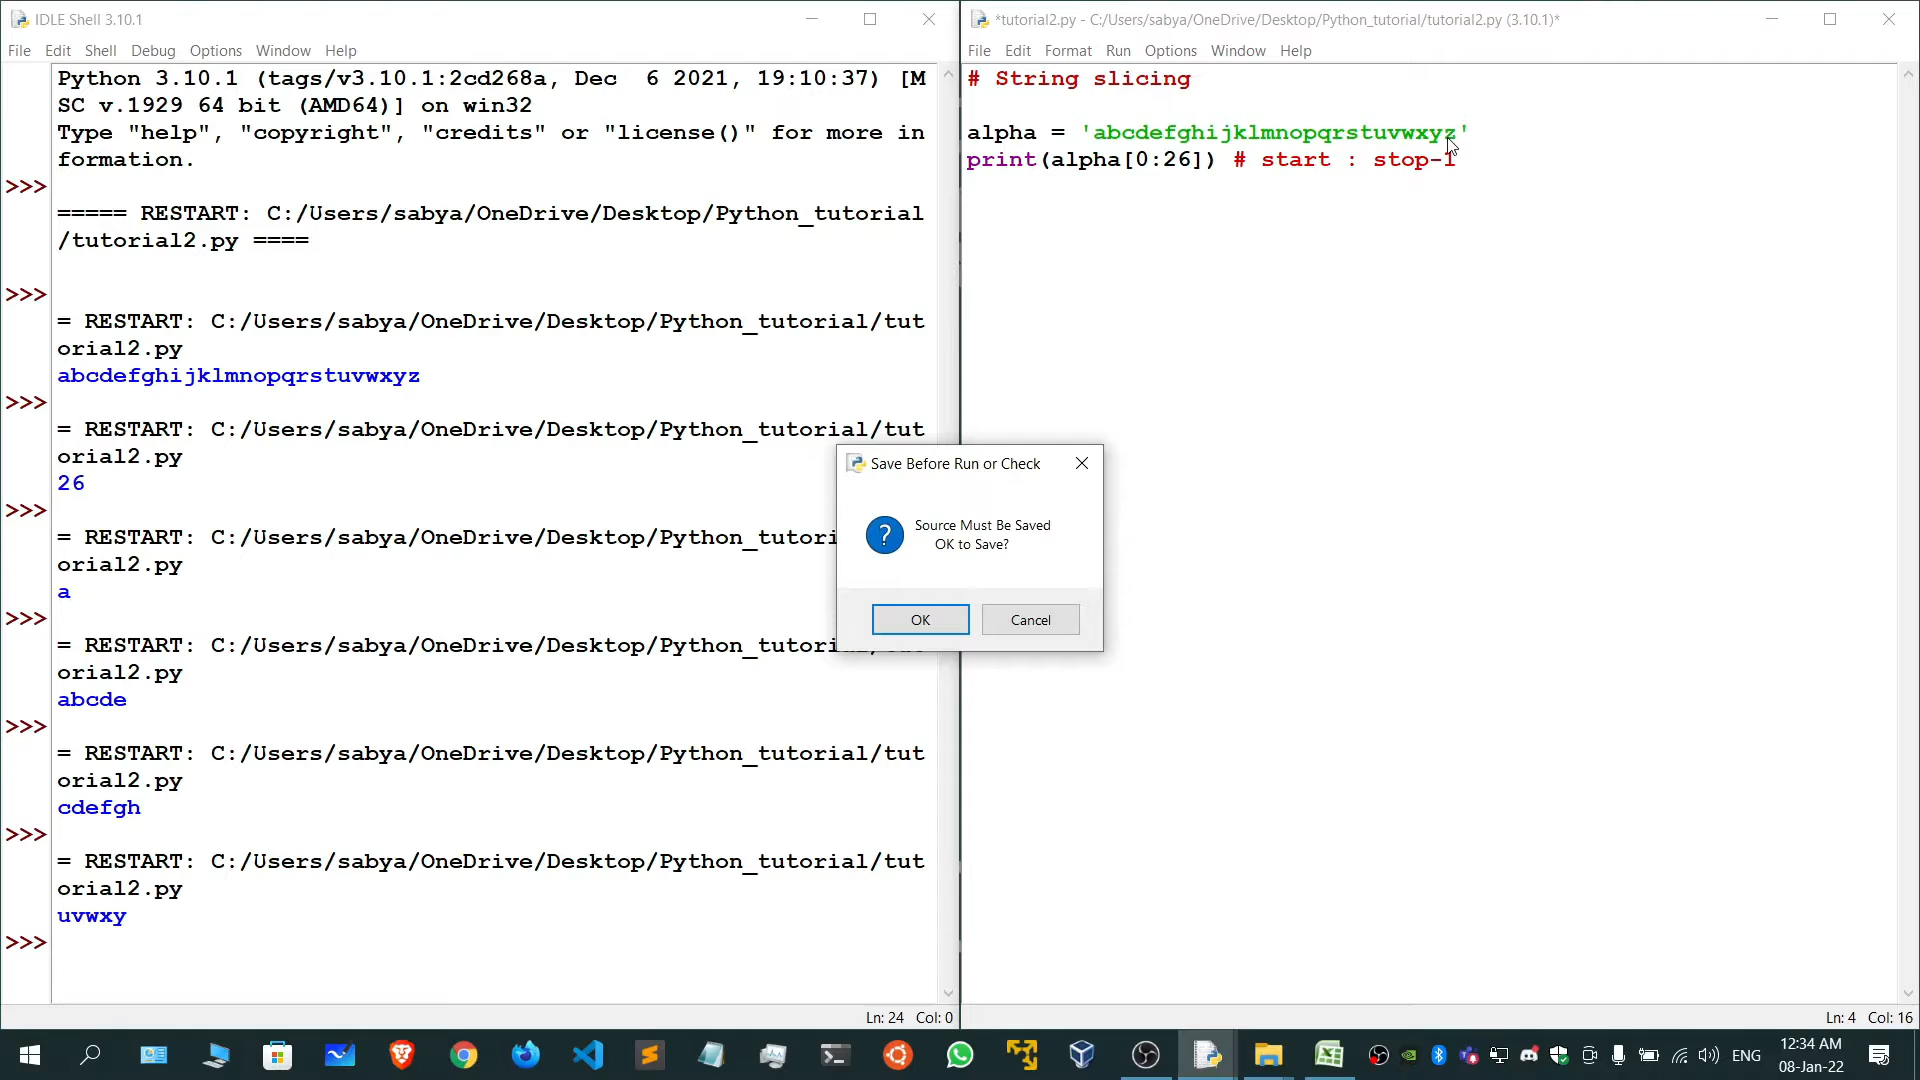 IDLE Shell 3.10.1
File Edit Shell Debug Options Window Help
Python 3.10.1 (tags/v3.10.1:2cd268a, Dec  6 2021, 19:10:37) [M
SC v.1929 64 bit (AMD64)] on win32
Type "help", "copyright", "credits" or "license()" for more in
formation.
>>>
===== RESTART: C:/Users/sabya/OneDrive/Desktop/Python_tutorial
/tutorial2.py ====
>>>
= RESTART: C:/Users/sabya/OneDrive/Desktop/Python_tutorial/tut
orial2.py
abcdefghijklmnopqrstuvwxyz
>>>
= RESTART: C:/Users/sabya/OneDrive/Desktop/Python_tutorial/tut
orial2.py
26
>>>
= RESTART: C:/Users/sabya/OneDrive/Desktop/Python_tutori
orial2.py
a
>>>
= RESTART: C:/Users/sabya/OneDrive/Desktop/Python_tutori
orial2.py
abcde
>>>
= RESTART: C:/Users/sabya/OneDrive/Desktop/Python_tutorial/tut
orial2.py
cdefgh
>>>
= RESTART: C:/Users/sabya/OneDrive/Desktop/Python_tutorial/tut
orial2.py
uvwxy
>>>
Ln: 24 Col: 0
*tutorial2.py - C:/Users/sabya/OneDrive/Desktop/Python_tutorial/tutorial2.py (3.10.1)*
File Edit Format Run Options Window Help
# String slicing
alpha = 'abcdefghijklmnopqrstuvwxyz'
print(alpha[0:26]) # start : stop-1
Ln: 4 Col: 16
Save Before Run or Check
Source Must Be Saved
OK to Save?
OK Cancel
ENG
12:34 AM
08-Jan-22